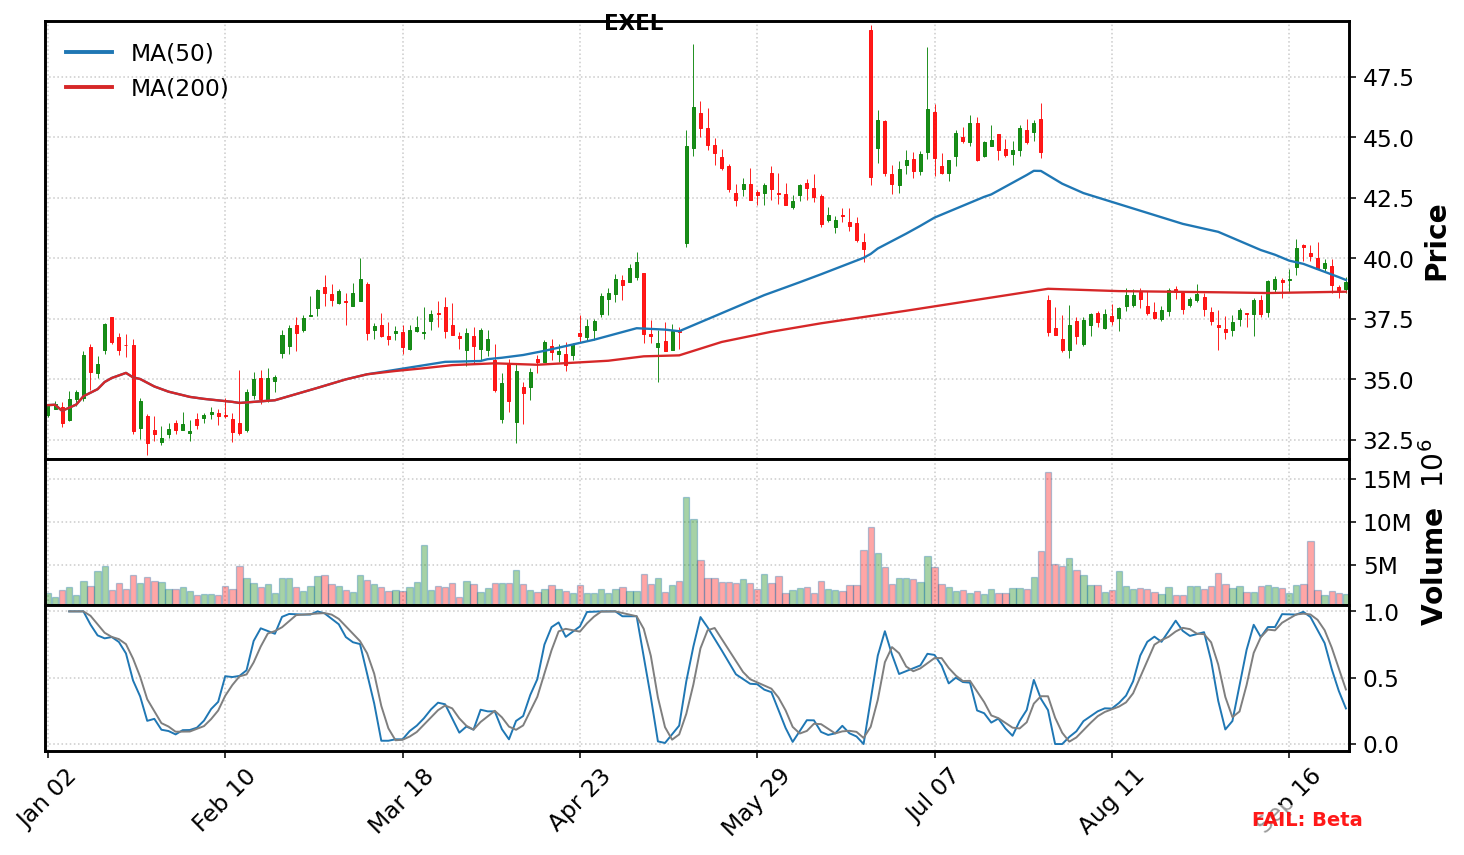 EXEL
MA(50)
MA(200)
47.5
45.0
42.5
40.0
37.5
35.0
32.5
Price
15M
10M
5M
Volume 10^6
1.0
0.5
0.0
Jan 02
Feb 10
Mar 18
Apr 23
May 29
Jul 07
Aug 11
Sep 16
FAIL: Beta